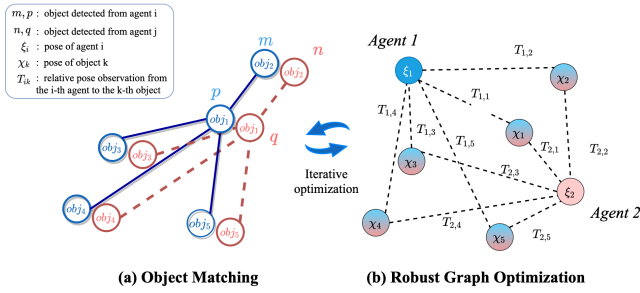 m, p : object detected from agent i
n, q : object detected from agent j
ξi : pose of agent i
χk : pose of object k
Tik : relative pose observation from
the i-th agent to the k-th object
m
n
obj2
obj2
p
obj1
obj1
q
obj3
obj3
obj4
obj4
obj5
obj5
Iterative
optimization
Agent 1
ξ1
T1,2
χ2
T1,4
T1,1
T1,3
T1,5
χ1
T2,1
T2,2
χ3
T2,3
ξ2
Agent 2
χ4
T2,4
χ5
T2,5
(a) Object Matching
(b) Robust Graph Optimization